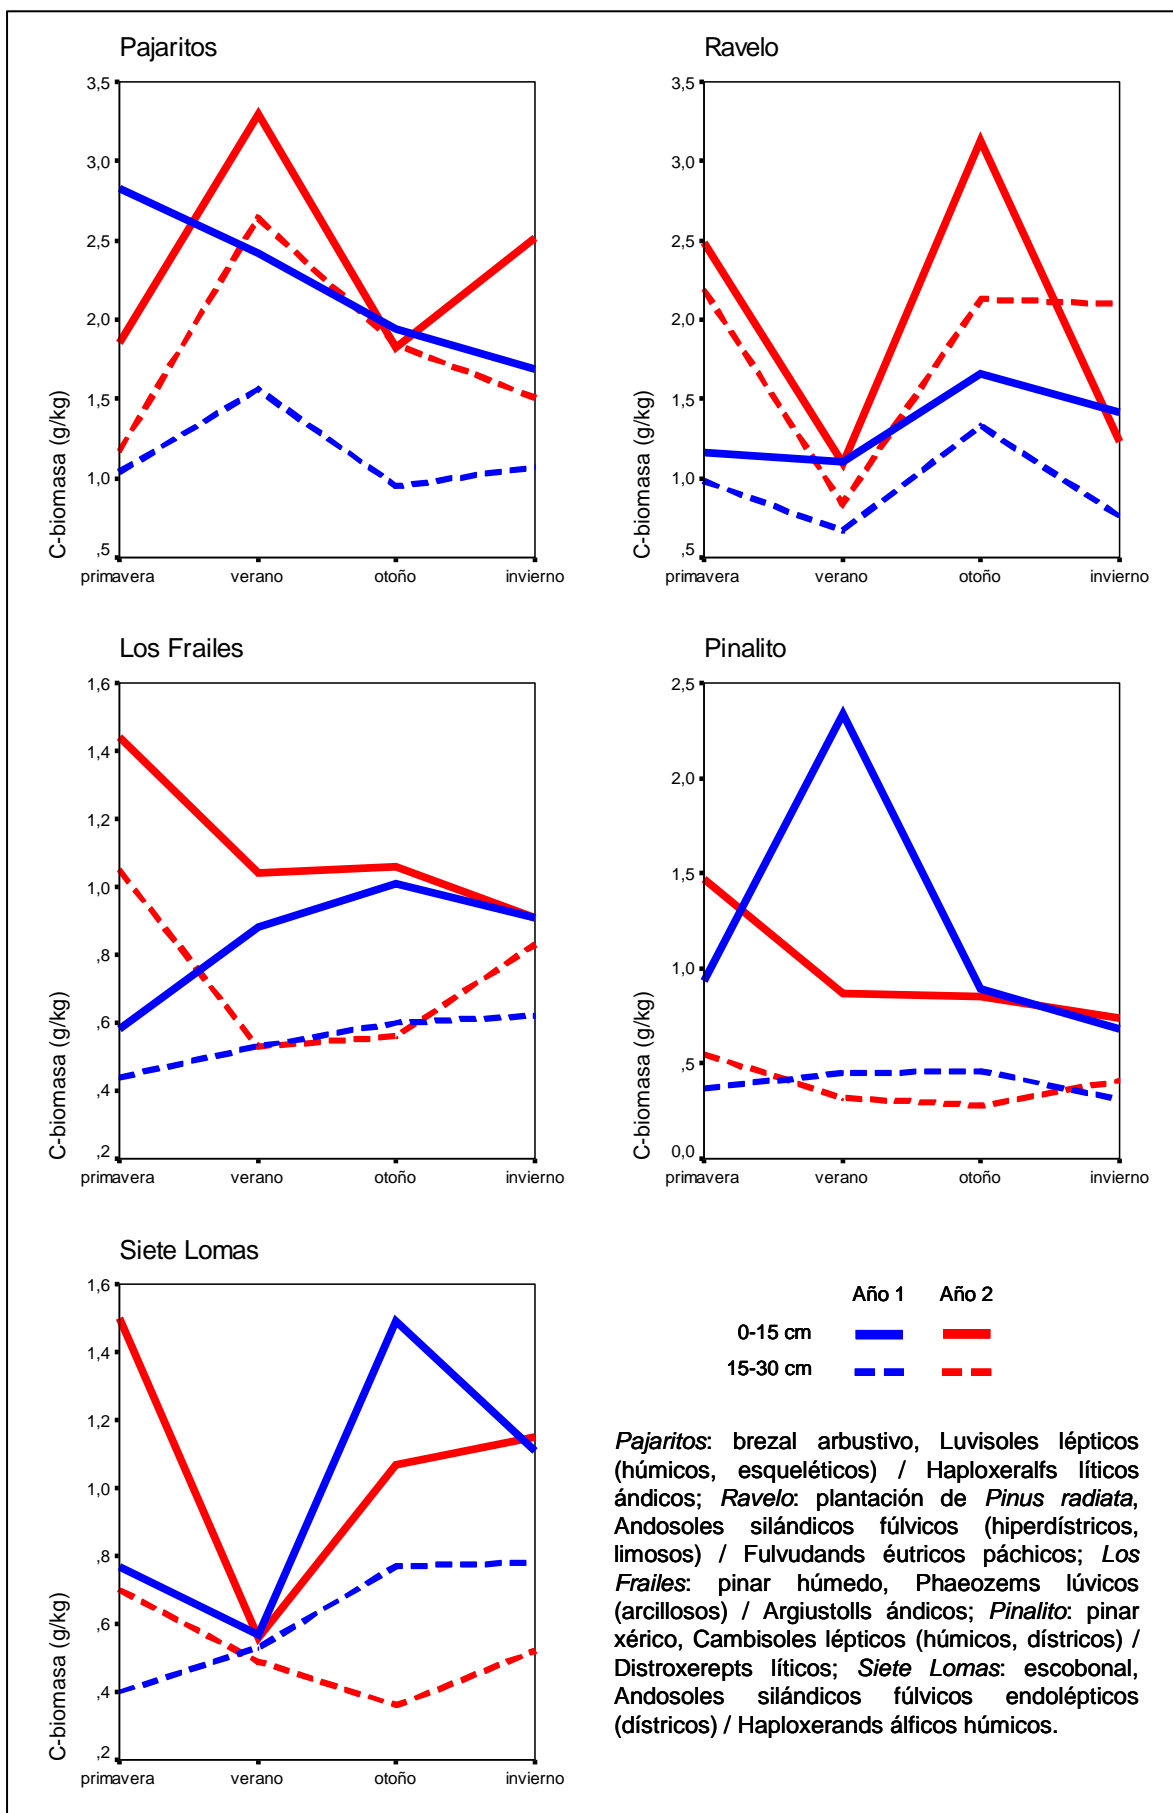 Pajaritos
3,5
3,0
2,5
2,0
1,5
1,0
,5
C-biomasa (g/kg)
primavera verano otoño invierno
Ravelo
3,5
3,0
2,5
2,0
1,5
1,0
,5
C-biomasa (g/kg)
primavera verano otoño invierno
Los Frailes
1,6
1,4
1,2
1,0
,8
,6
,4
,2
C-biomasa (g/kg)
primavera verano otoño invierno
Pinalito
2,5
2,0
1,5
1,0
,5
0,0
C-biomasa (g/kg)
primavera verano otoño invierno
Siete Lomas
1,6
1,4
1,2
1,0
,8
,6
,4
,2
C-biomasa (g/kg)
primavera verano otoño invierno
Año 1 Año 2
0-15 cm
15-30 cm
Pajaritos: brezal arbustivo, Luvisoles lépticos
(húmicos, esqueléticos) / Haploxeralfs líticos
ándicos; Ravelo: plantación de Pinus radiata,
Andosoles silándicos fúlvicos (hiperdístricos,
limosos) / Fulvudands éutricos páchicos; Los
Frailes: pinar húmedo, Phaeozems lúvicos
(arcillosos) / Argiustolls ándicos; Pinalito: pinar
xérico, Cambisoles lépticos (húmicos, dístricos) /
Distroxerepts líticos; Siete Lomas: escobonal,
Andosoles silándicos fúlvicos endolépticos
(dístricos) / Haploxerands álficos húmicos.